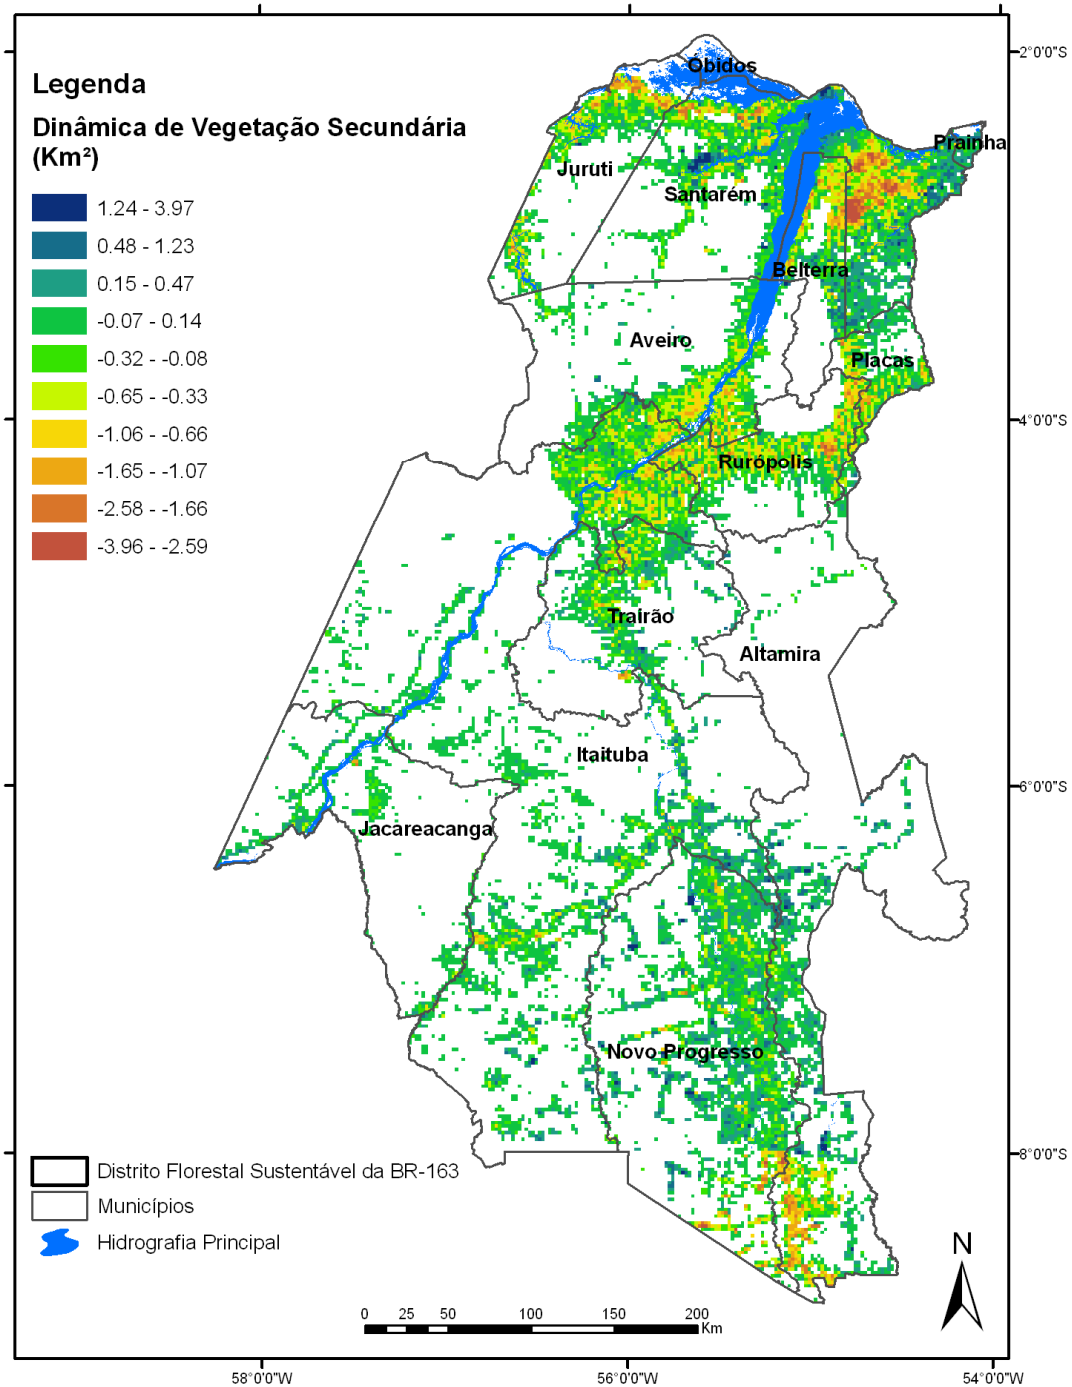 Legenda
Dinâmica de Vegetação Secundária
(Km²)
1.24 - 3.97
0.48 - 1.23
0.15 - 0.47
-0.07 - 0.14
-0.32 - -0.08
-0.65 - -0.33
-1.06 - -0.66
-1.65 - -1.07
-2.58 - -1.66
-3.96 - -2.59
Óbidos
Prainha
Juruti
Santarém
Belterra
Aveiro
Placas
Rurópolis
Trairão
Altamira
Itaituba
Jacareacanga
Novo Progresso
2°0'0"S
4°0'0"S
6°0'0"S
8°0'0"S
Distrito Florestal Sustentável da BR-163
Municípios
Hidrografia Principal
N
0 25 50 100 150 200
Km
58°0'0"W 56°0'0"W 54°0'0"W